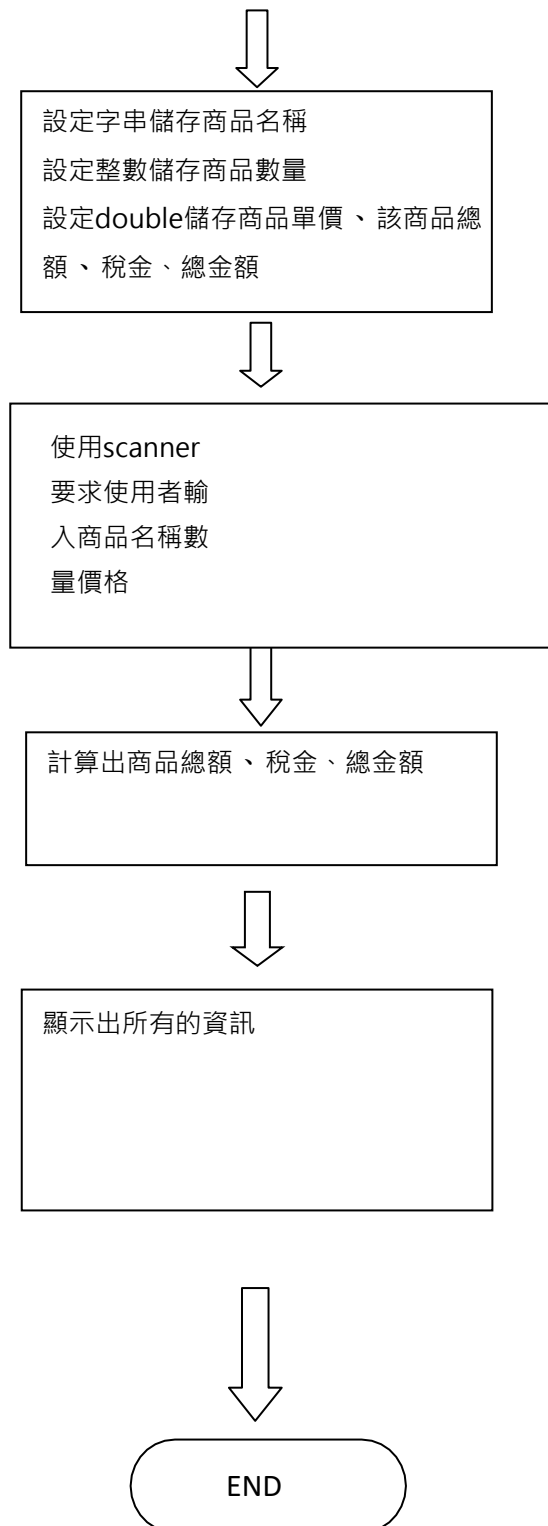 設定字串儲存商品名稱
設定整數儲存商品數量
設定double儲存商品單價、該商品總
額、稅金、總金額
使用scanner
要求使用者輸
入商品名稱數
量價格
計算出商品總額、稅金、總金額
顯示出所有的資訊
END